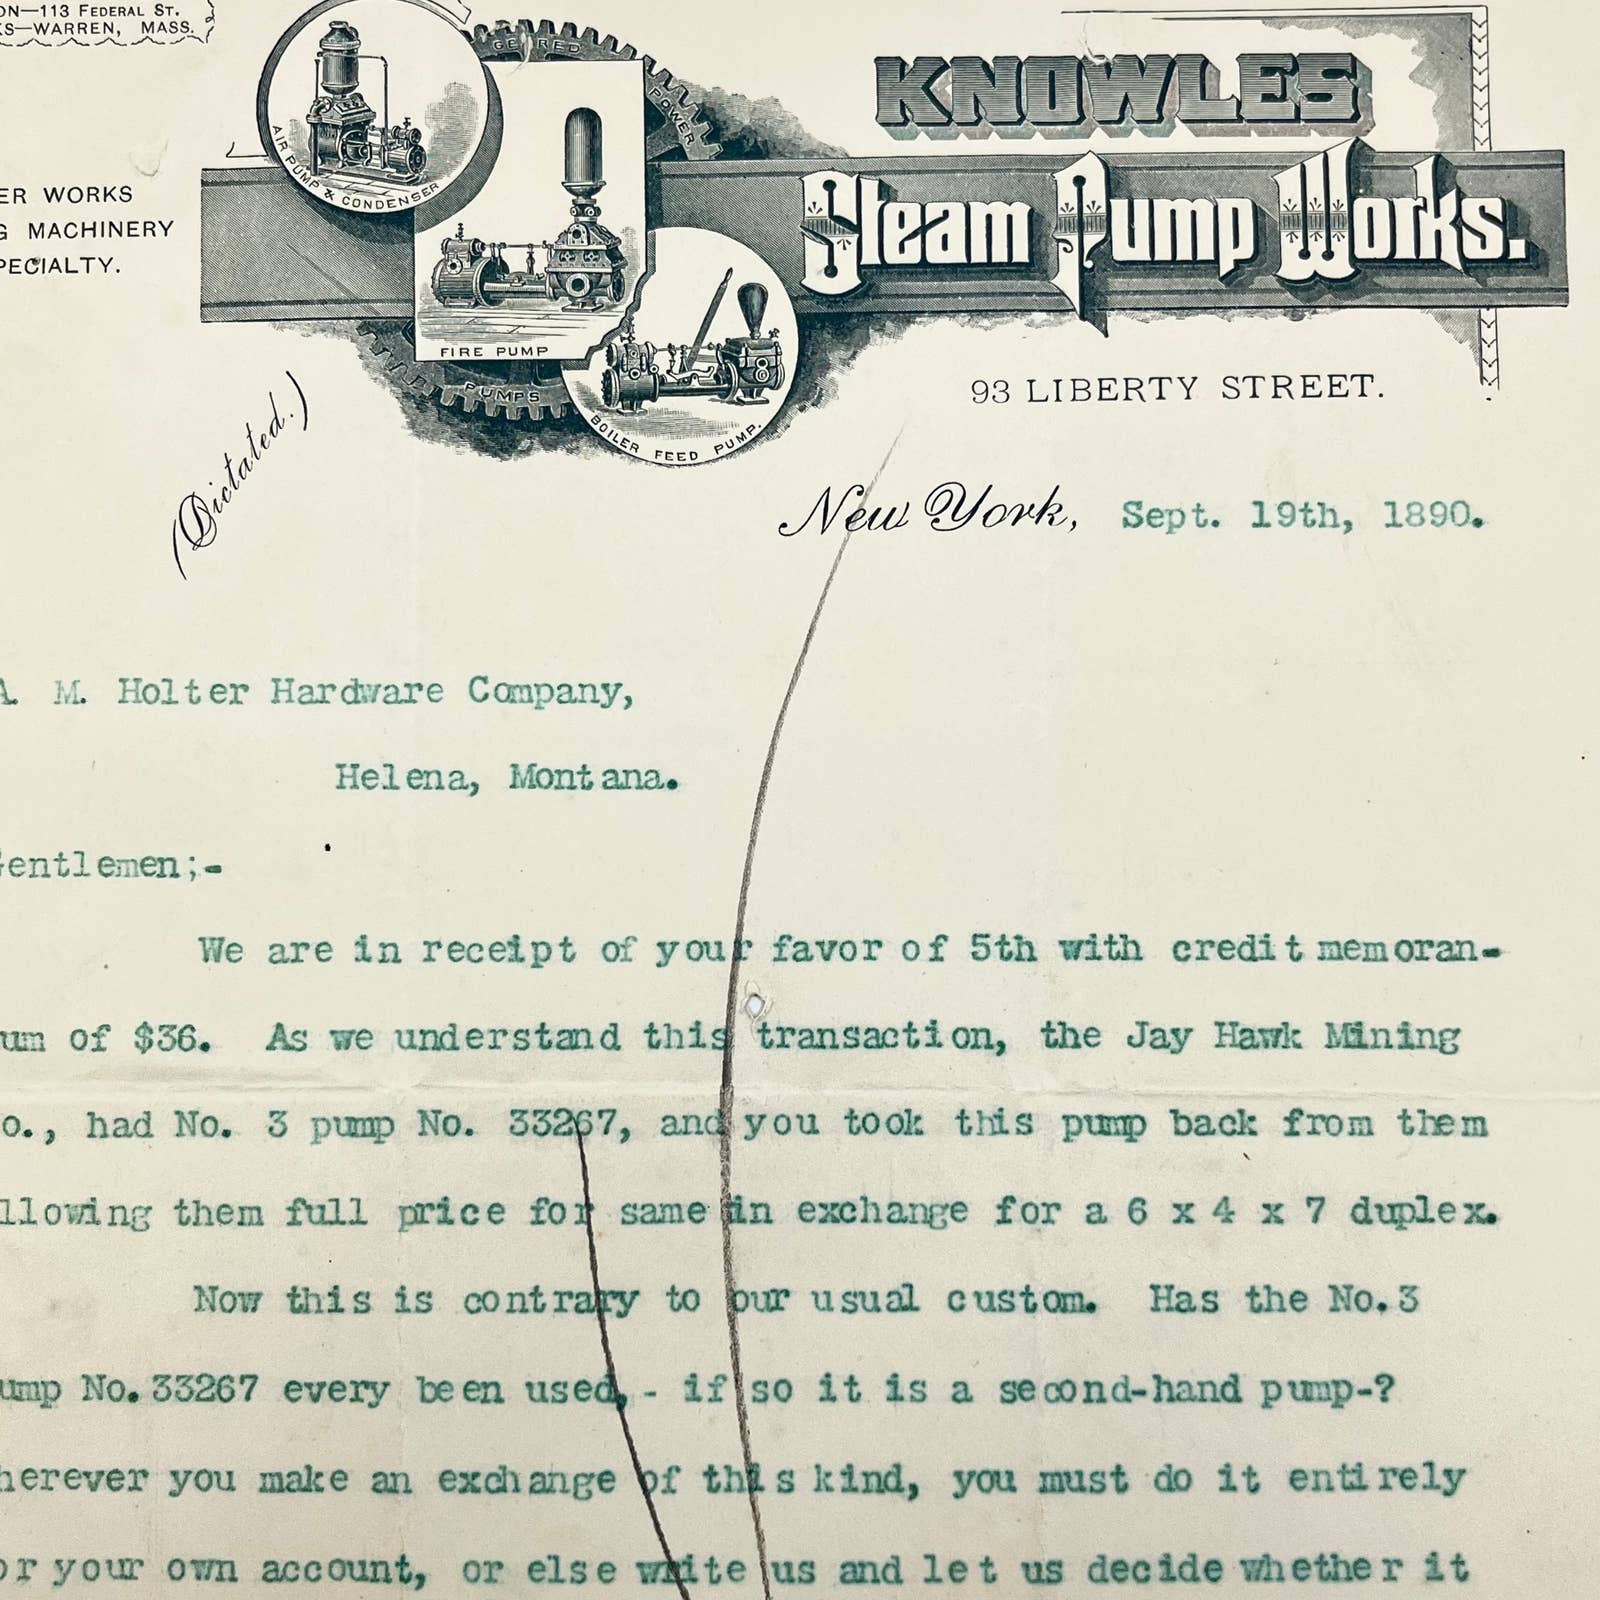 ON—113 FEDERAL ST.
KS—WARREN, MASS.
ER WORKS
G MACHINERY
PECIALTY.
GEARED
POWER
PUMPS
AIR PUMP & CONDENSER
FIRE PUMP
BOILER FEED PUMP.
KNOWLES
Steam Pump Works.
93 LIBERTY STREET.
(Dictated.)
New York, Sept. 19th, 1890.
A. M. Holter Hardware Company,
Helena, Montana.
Gentlemen;-
We are in receipt of your favor of 5th with credit memoran-
um of $36. As we understand this transaction, the Jay Hawk Mining
o., had No. 3 pump No. 33267, and you took this pump back from them
llowing them full price for same in exchange for a 6 x 4 x 7 duplex.
Now this is contrary to our usual custom. Has the No.3
ump No.33267 every been used,- if so it is a second-hand pump-?
herever you make an exchange of this kind, you must do it entirely
or your own account, or else write us and let us decide whether it